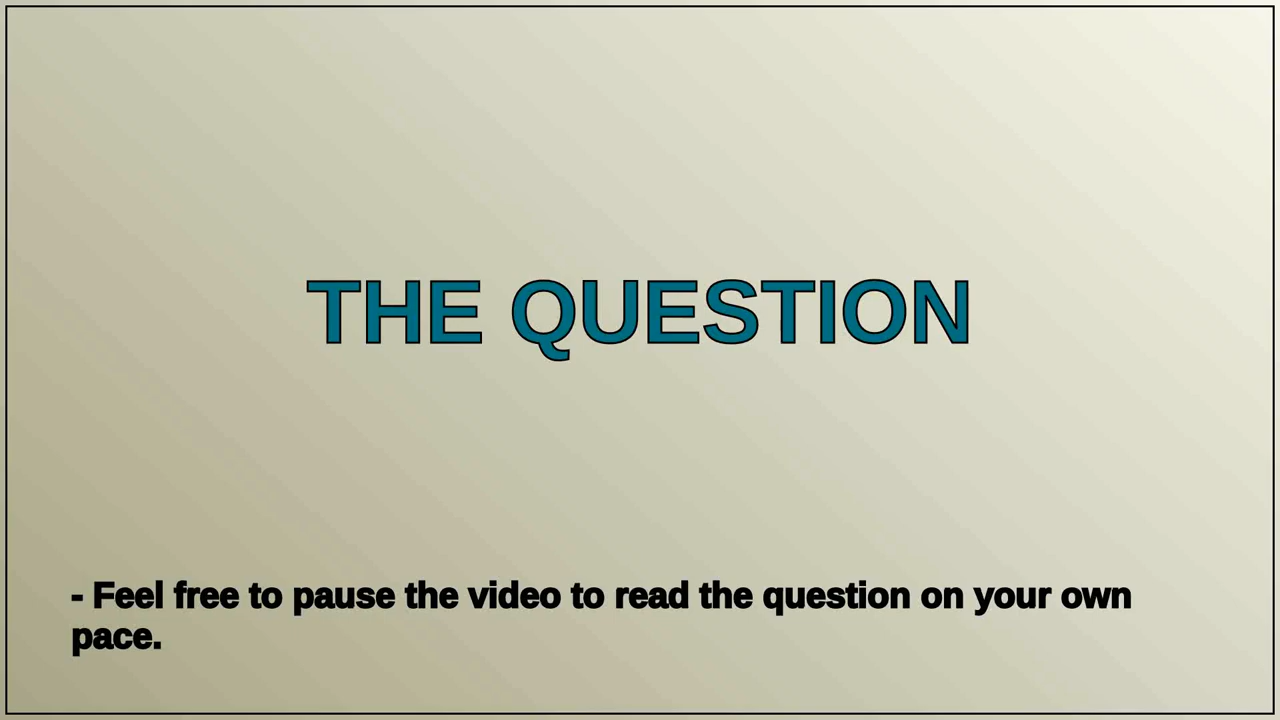 THE QUESTION
- Feel free to pause the video to read the question on your own
pace.